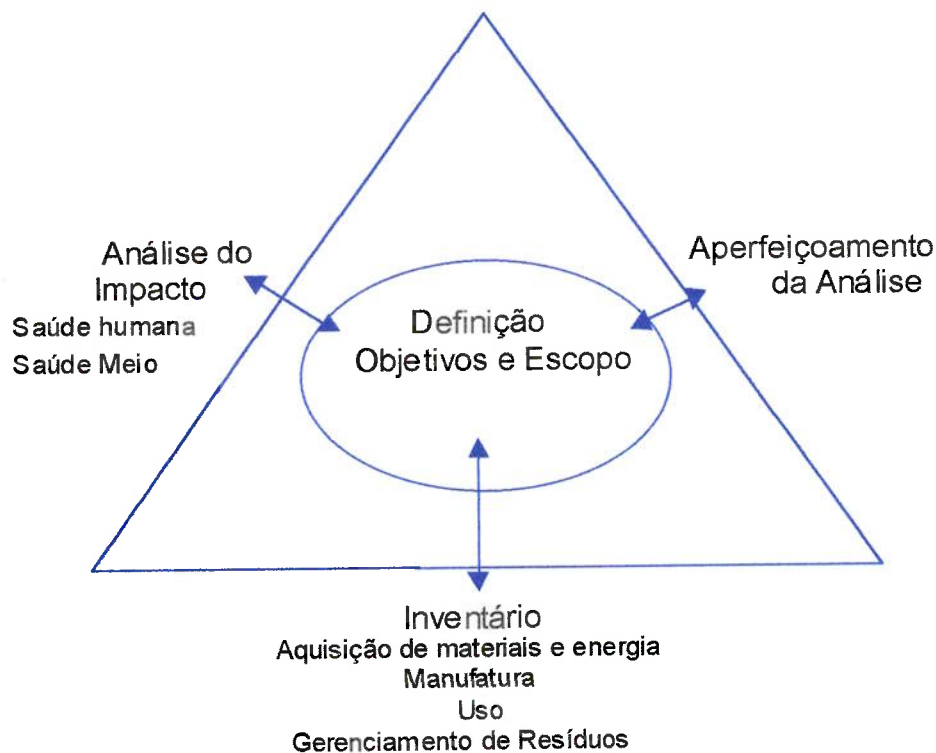 Análise do
Impacto
Saúde humana
Saúde Meio
Definição
Objetivos e Escopo
Aperfeiçoamento
da Análise
Inventário
Aquisição de materiais e energia
Manufatura
Uso
Gerenciamento de Resíduos